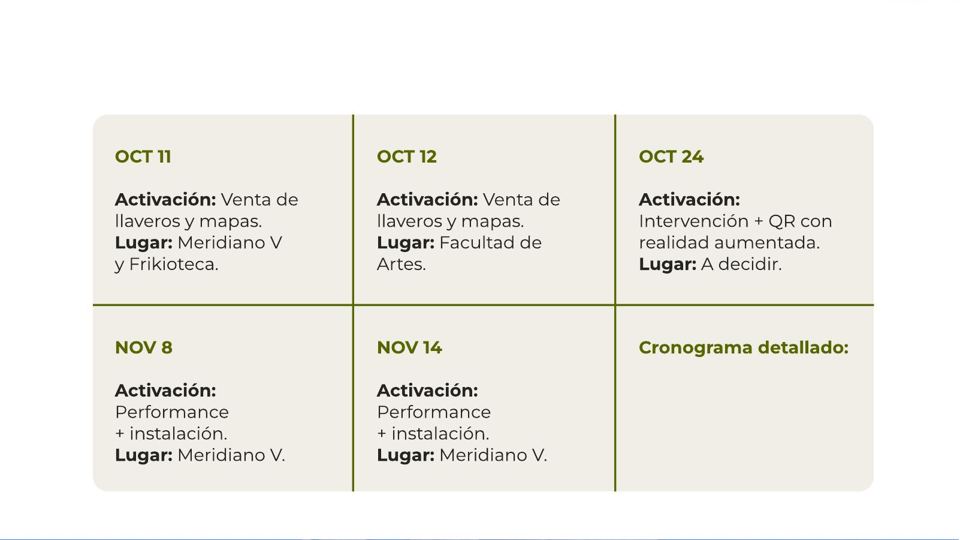 OCT 11
Activación: Venta de
llaveros y mapas.
Lugar: Meridiano V
y Frikioteca.
OCT 12
Activación: Venta de
llaveros y mapas.
Lugar: Facultad de
Artes.
OCT 24
Activación:
Intervención + QR con
realidad aumentada.
Lugar: A decidir.
NOV 8
Activación:
Performance
+ instalación.
Lugar: Meridiano V.
NOV 14
Activación:
Performance
+ instalación.
Lugar: Meridiano V.
Cronograma detallado: